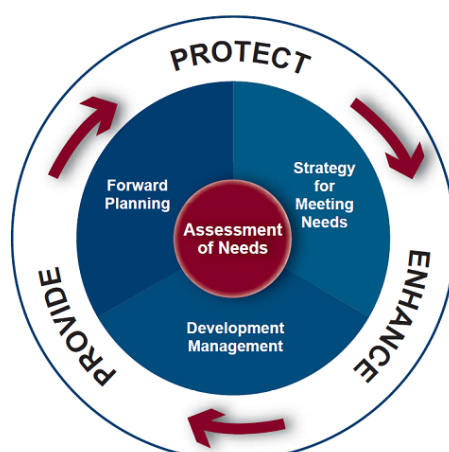 PROTECT
Forward
Planning
Strategy
for
Meeting
Needs
Assessment
of Needs
Development
Management
PROVIDE
ENHANCE